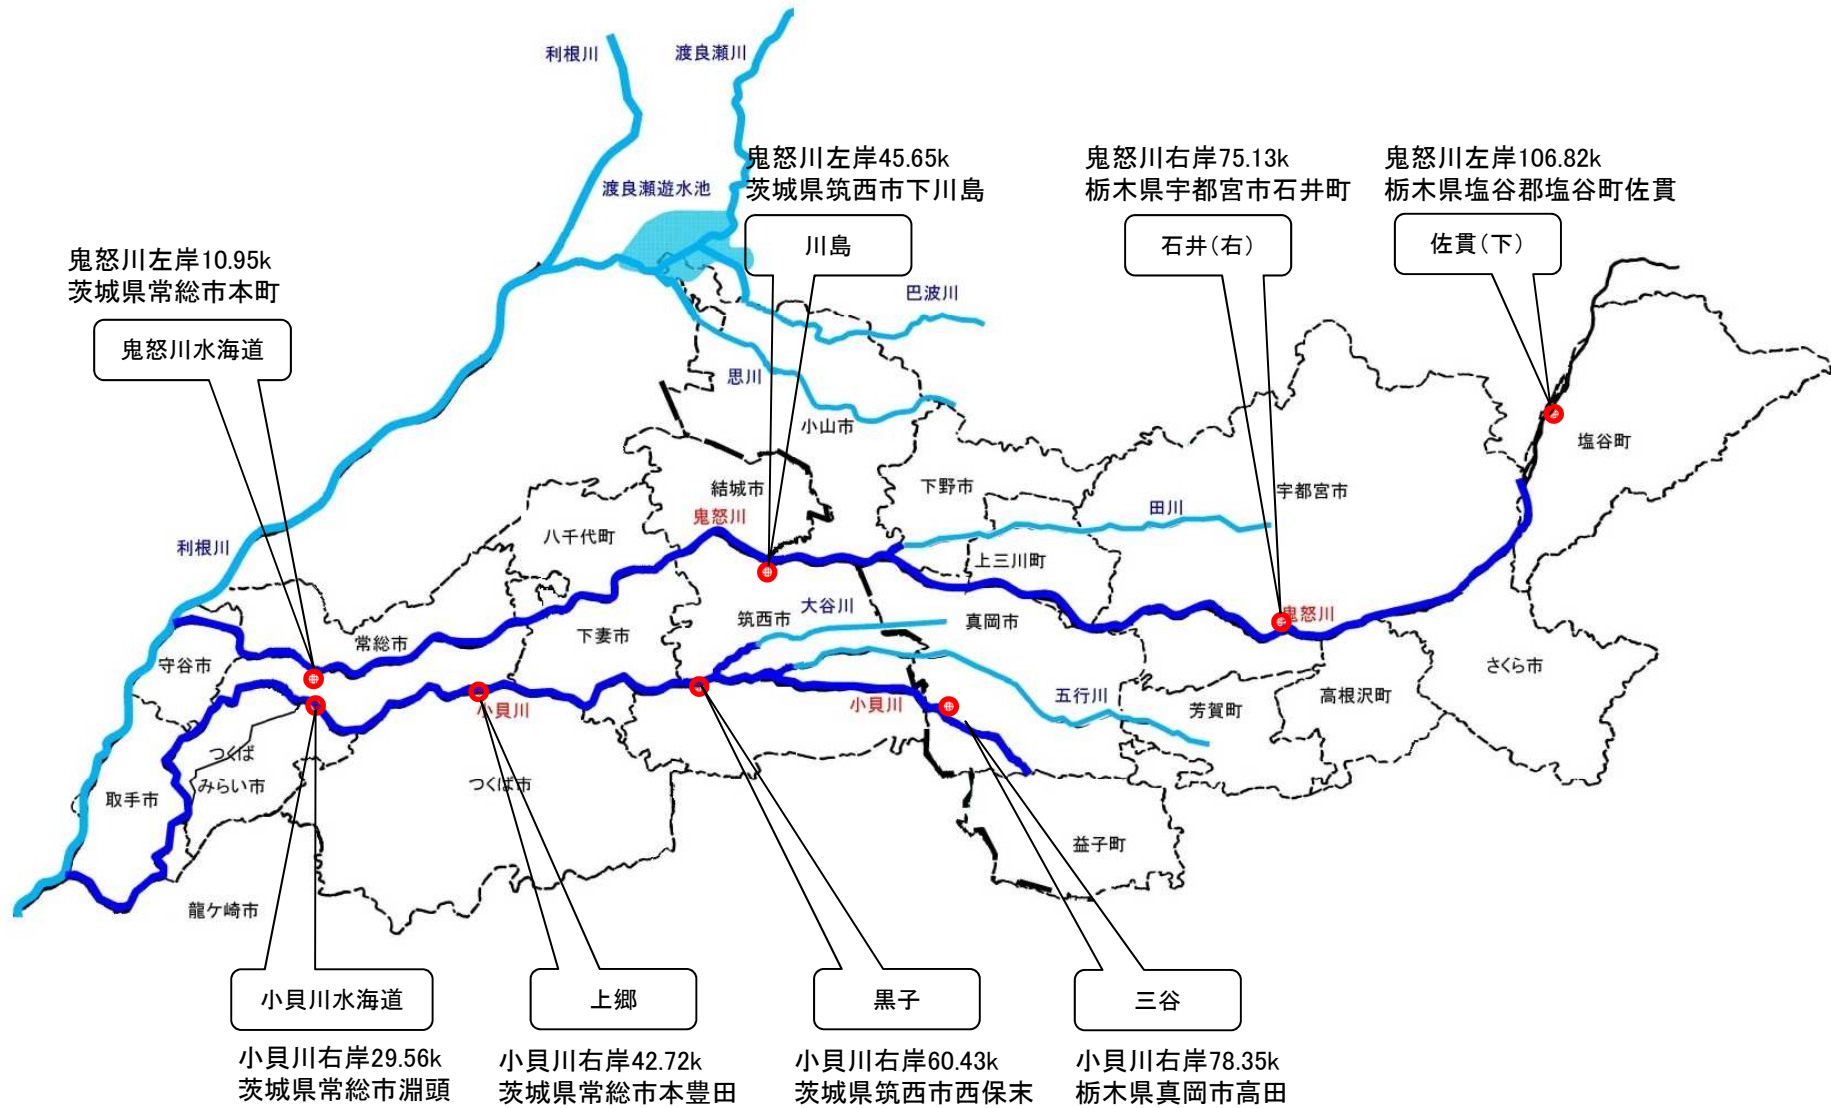 利根川
渡良瀬川
渡良瀬遊水池
鬼怒川左岸45.65k
茨城県筑西市下川島
川島
鬼怒川右岸75.13k
栃木県宇都宮市石井町
石井(右)
鬼怒川左岸106.82k
栃木県塩谷郡塩谷町佐貫
佐貫(下)
鬼怒川左岸10.95k
茨城県常総市本町
鬼怒川水海道
巴波川
思川
小山市
結城市
鬼怒川
下野市
田川
宇都宮市
塩谷町
八千代町
利根川
上三川町
鬼怒川
大谷川
筑西市
真岡市
下妻市
常総市
守谷市
さくら市
小貝川
小貝川
五行川
芳賀町
高根沢町
つくば
みらい市
取手市
つくば市
益子町
龍ケ崎市
小貝川水海道
上郷
黒子
三谷
小貝川右岸29.56k
茨城県常総市淵頭
小貝川右岸42.72k
茨城県常総市本豊田
小貝川右岸60.43k
茨城県筑西市西保末
小貝川右岸78.35k
栃木県真岡市高田